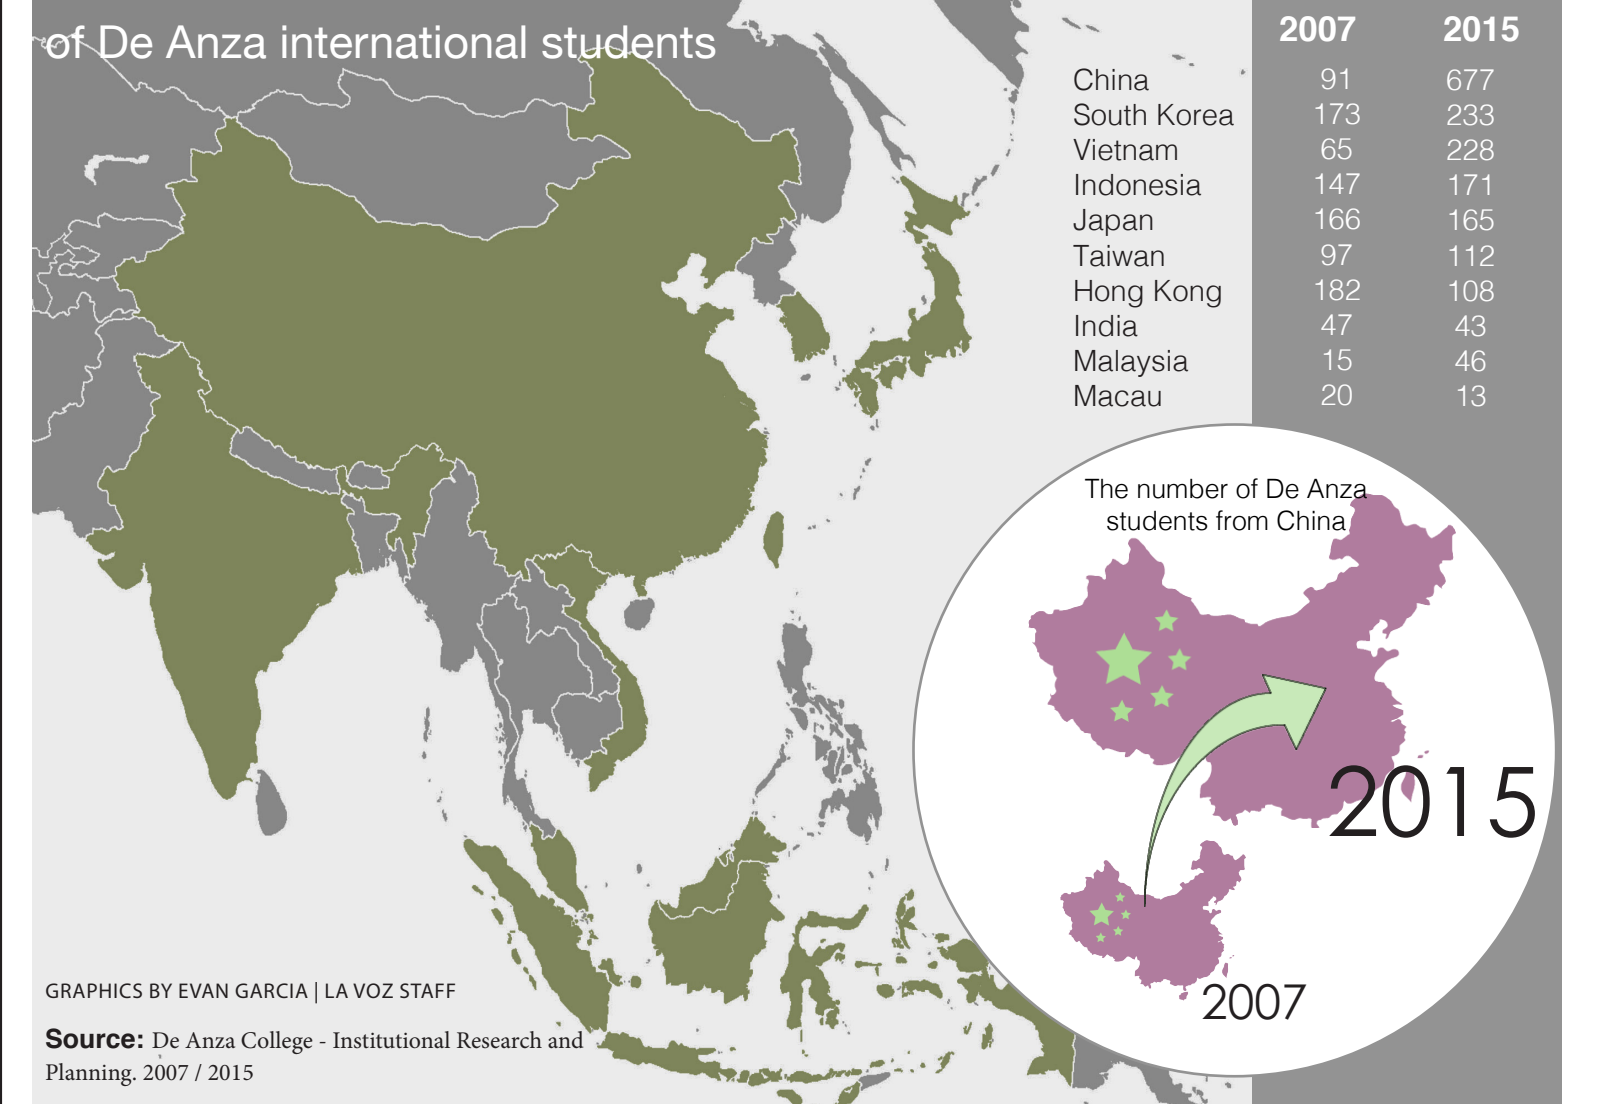 of De Anza international students
2007 2015
China 91 677
South Korea 173 233
Vietnam 65 228
Indonesia 147 171
Japan 166 165
Taiwan 97 112
Hong Kong 182 108
India 47 43
Malaysia 15 46
Macau 20 13
The number of De Anza
students from China
2015
2007
GRAPHICS BY EVAN GARCIA | LA VOZ STAFF
Source: De Anza College - Institutional Research and
Planning. 2007 / 2015